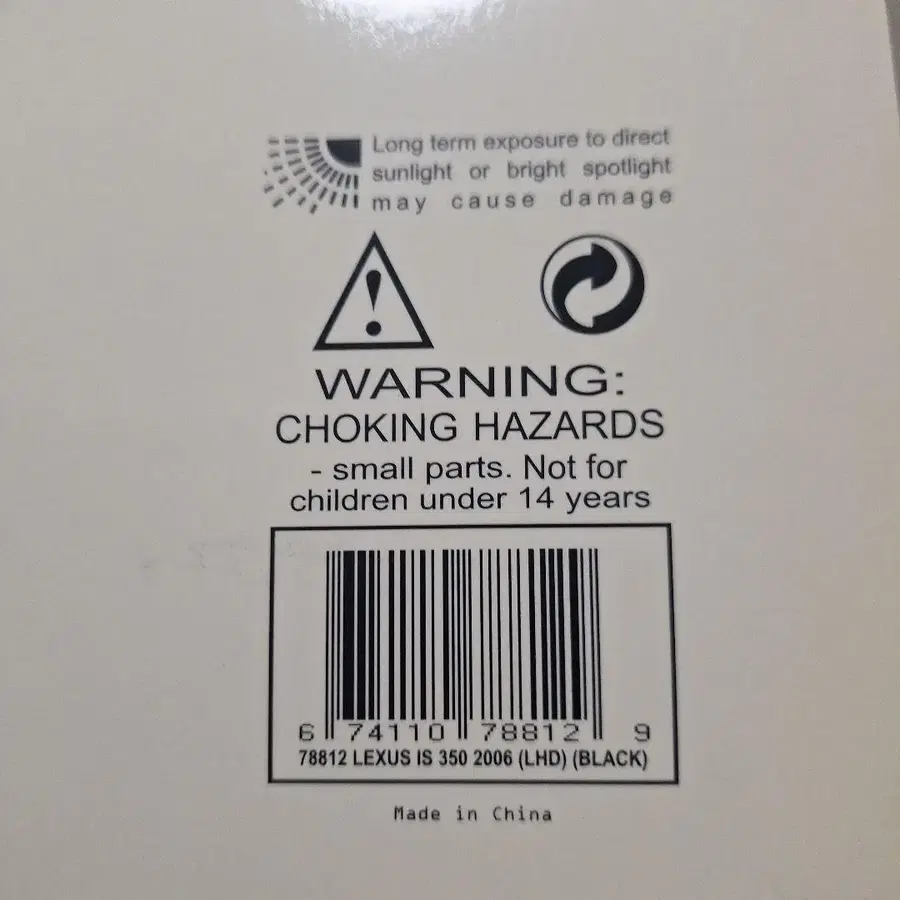 Long term exposure to direct
sunlight or bright spotlight
may cause damage
WARNING:
CHOKING HAZARDS
- small parts. Not for
children under 14 years
6 74110 78812 9
78812 LEXUS IS 350 2006 (LHD) (BLACK)
Made in China